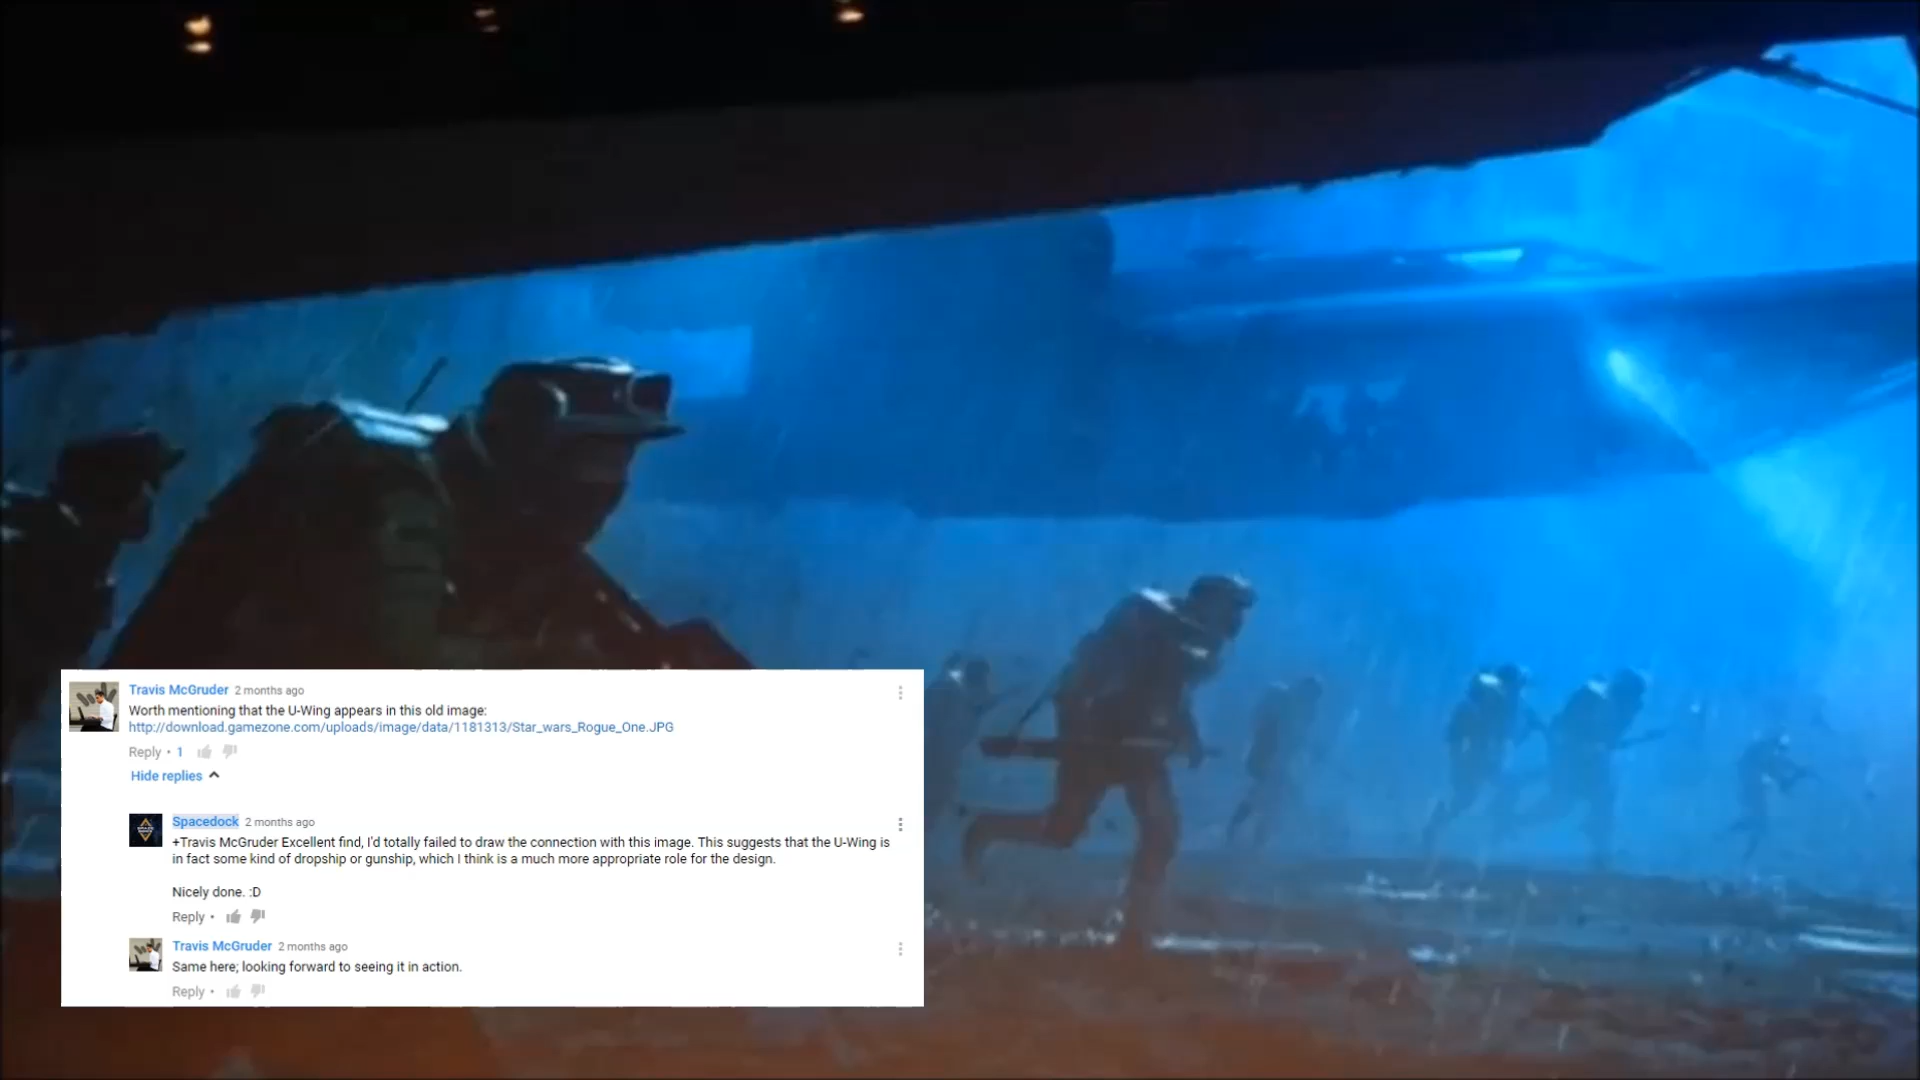 Travis McGruder 2 months ago
Worth mentioning that the U-Wing appears in this old image:
http://download.gamezone.com/uploads/image/data/1181313/Star_wars_Rogue_One.JPG
Reply • 1
Hide replies
Spacedock 2 months ago
+Travis McGruder Excellent find, I'd totally failed to draw the connection with this image. This suggests that the U-Wing is
in fact some kind of dropship or gunship, which I think is a much more appropriate role for the design.
Nicely done. :D
Reply •
Travis McGruder 2 months ago
Same here; looking forward to seeing it in action.
Reply •